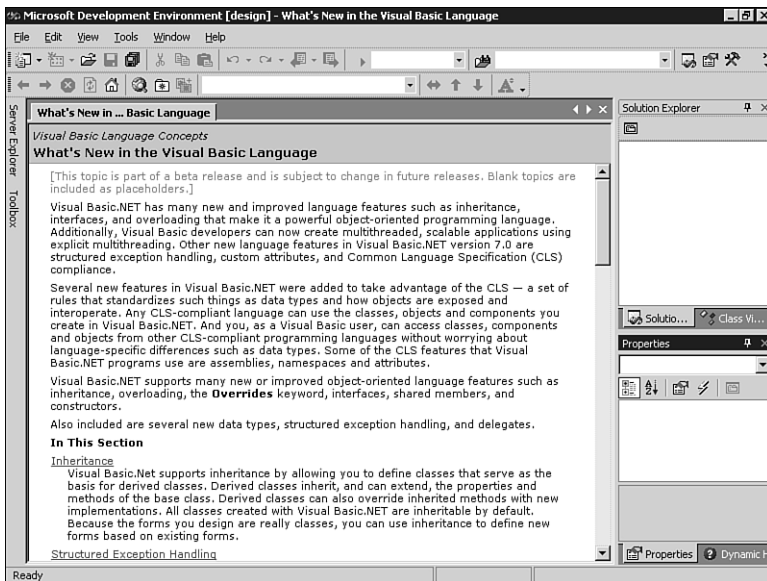 Microsoft Development Environment [design] - What's New in the Visual Basic Language
File Edit View Tools Window Help
Server Explorer
Toolbox
What's New in ... Basic Language
Visual Basic Language Concepts
What's New in the Visual Basic Language
[This topic is part of a beta release and is subject to change in future releases. Blank topics are
included as placeholders.]
Visual Basic.NET has many new and improved language features such as inheritance,
interfaces, and overloading that make it a powerful object-oriented programming language.
Additionally, Visual Basic developers can now create multithreaded, scalable applications using
explicit multithreading. Other new language features in Visual Basic.NET version 7.0 are
structured exception handling, custom attributes, and Common Language Specification (CLS)
compliance.
Several new features in Visual Basic.NET were added to take advantage of the CLS — a set of
rules that standardizes such things as data types and how objects are exposed and
interoperate. Any CLS-compliant language can use the classes, objects and components you
create in Visual Basic.NET. And you, as a Visual Basic user, can access classes, components
and objects from other CLS-compliant programming languages without worrying about
language-specific differences such as data types. Some of the CLS features that Visual
Basic.NET programs use are assemblies, namespaces and attributes.
Visual Basic.NET supports many new or improved object-oriented language features such as
inheritance, overloading, the Overrides keyword, interfaces, shared members, and
constructors.
Also included are several new data types, structured exception handling, and delegates.
In This Section
Inheritance
Visual Basic.Net supports inheritance by allowing you to define classes that serve as the
basis for derived classes. Derived classes inherit, and can extend, the properties and
methods of the base class. Derived classes can also override inherited methods with new
implementations. All classes created with Visual Basic.NET are inheritable by default.
Because the forms you design are really classes, you can use inheritance to define new
forms based on existing forms.
Structured Exception Handling
Solution Explorer
Solutio... Class Vi...
Properties
Properties Dynamic H
Ready